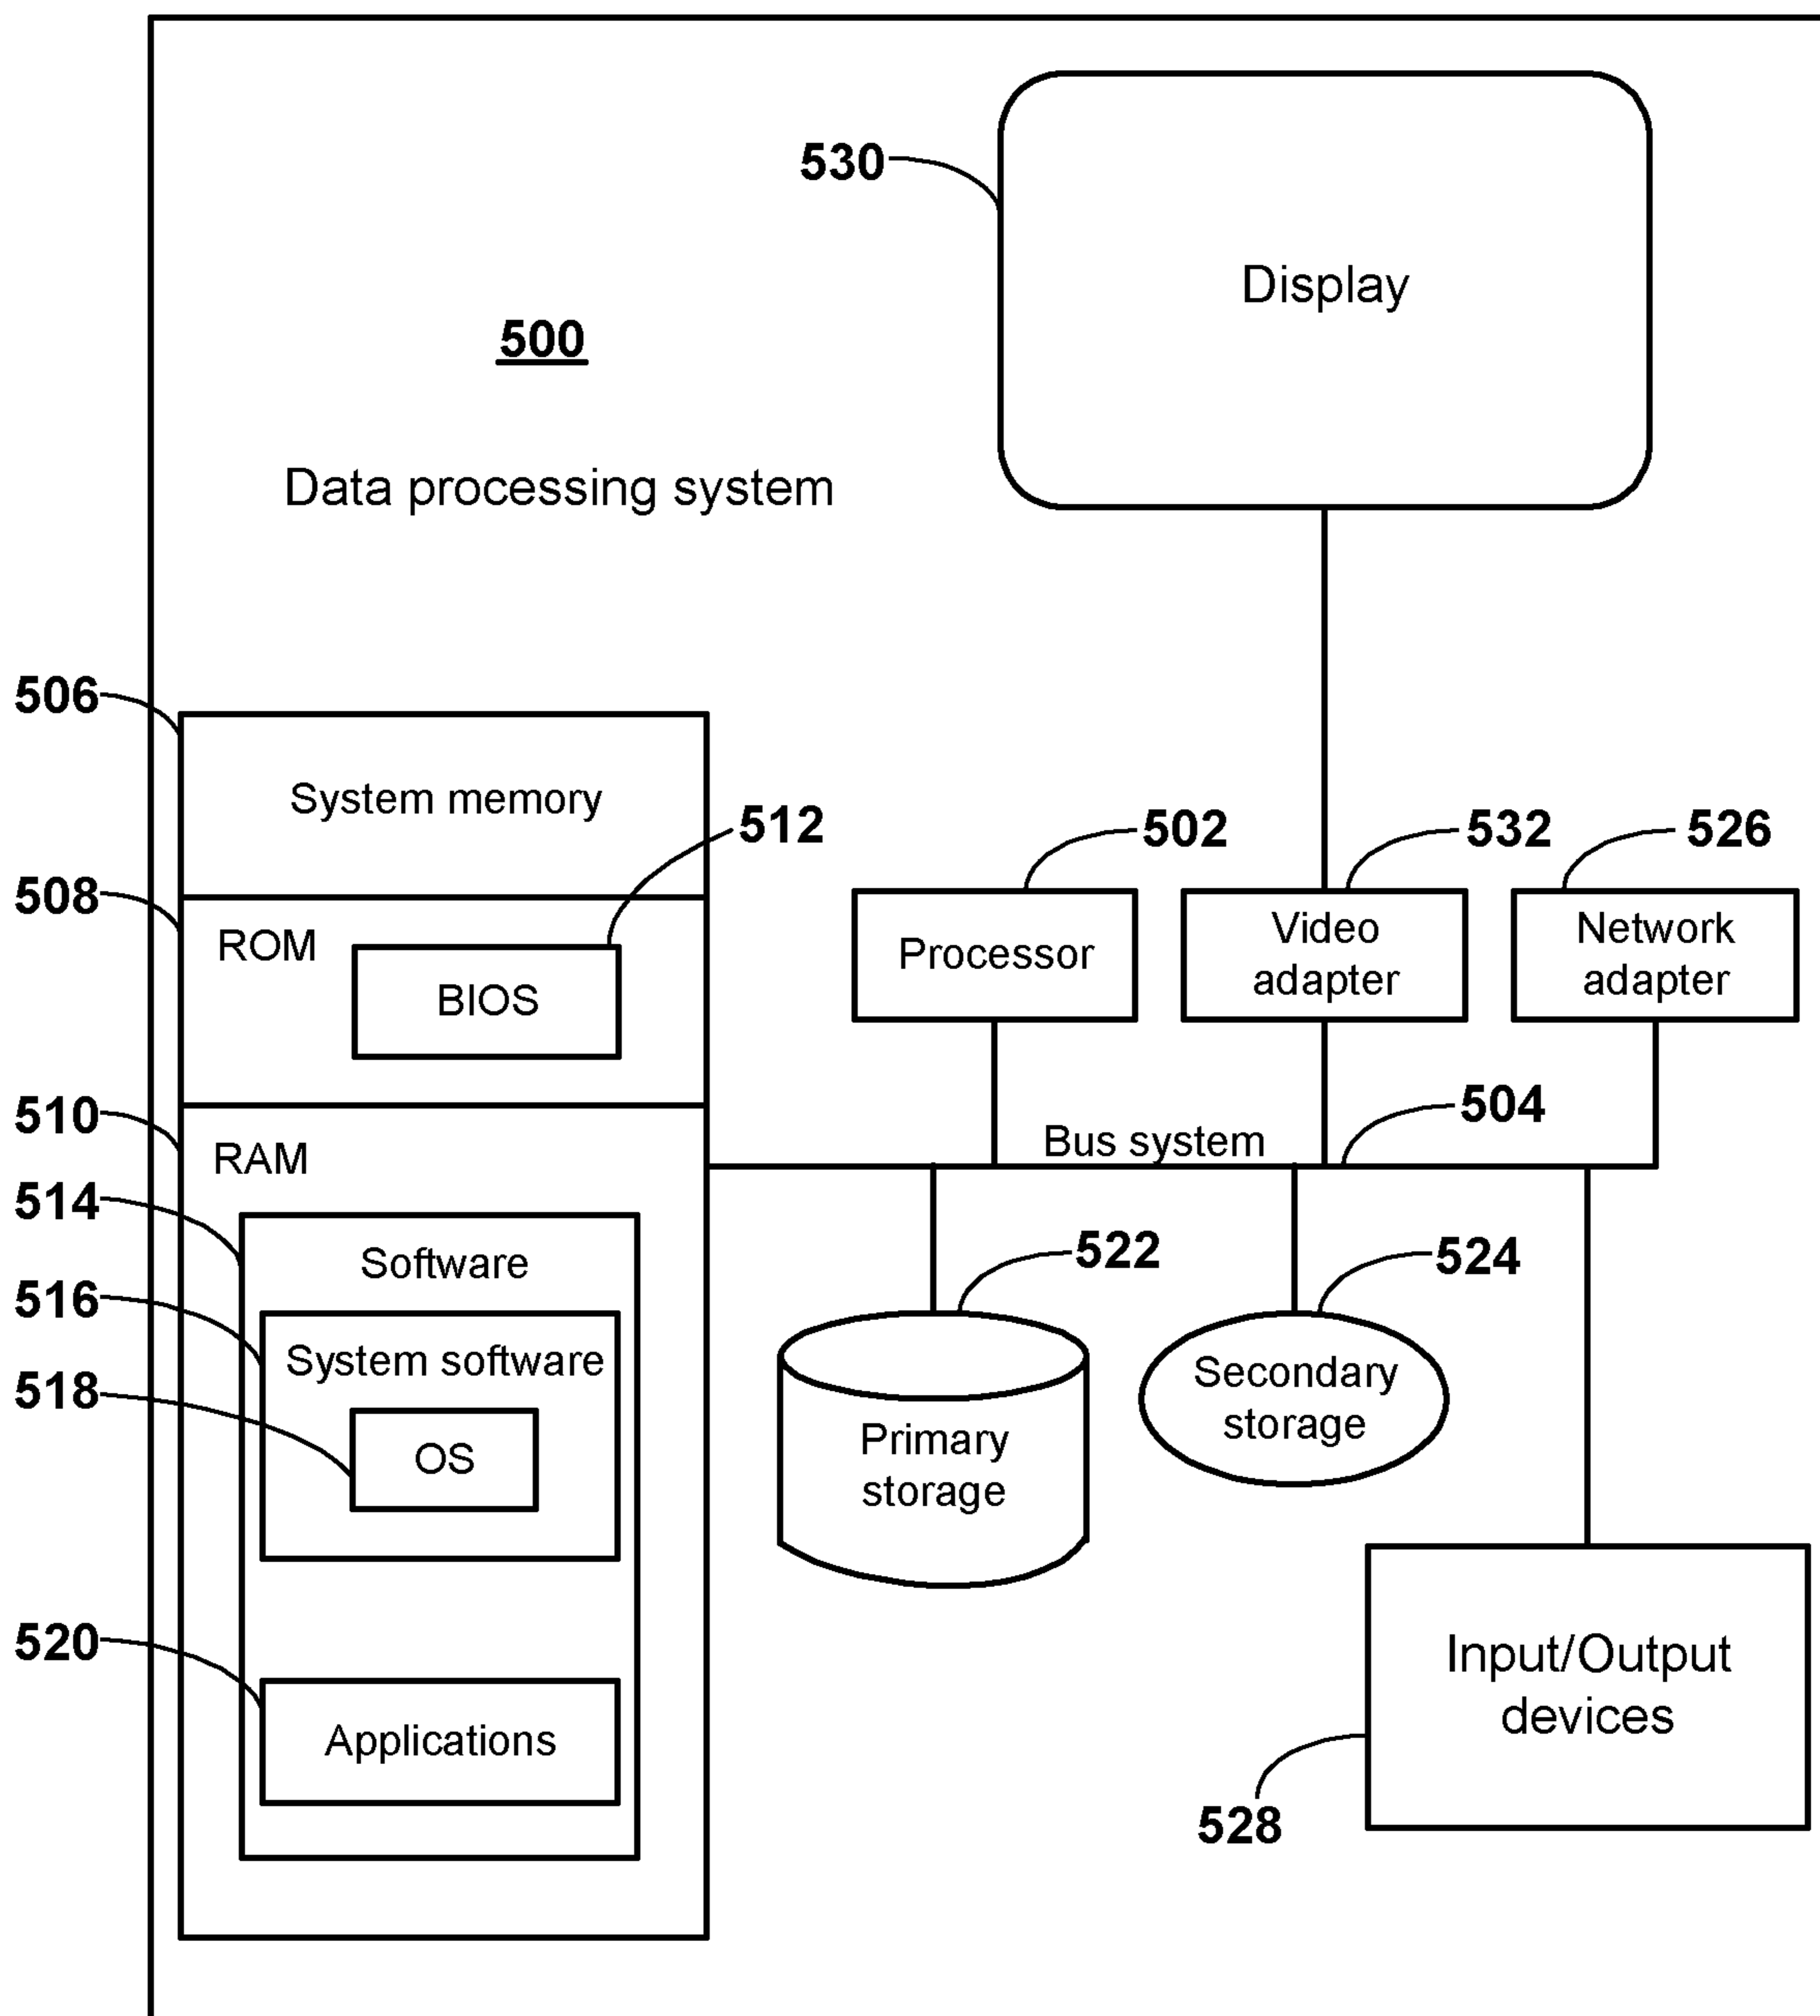 530
Display
500
Data processing system
506
System memory
512
502
532
526
508
ROM
BIOS
Processor
Video
adapter
Network
adapter
510
RAM
Bus system
504
514
Software
522
524
516
System software
518
OS
Primary
storage
Secondary
storage
520
Applications
Input/Output
devices
528